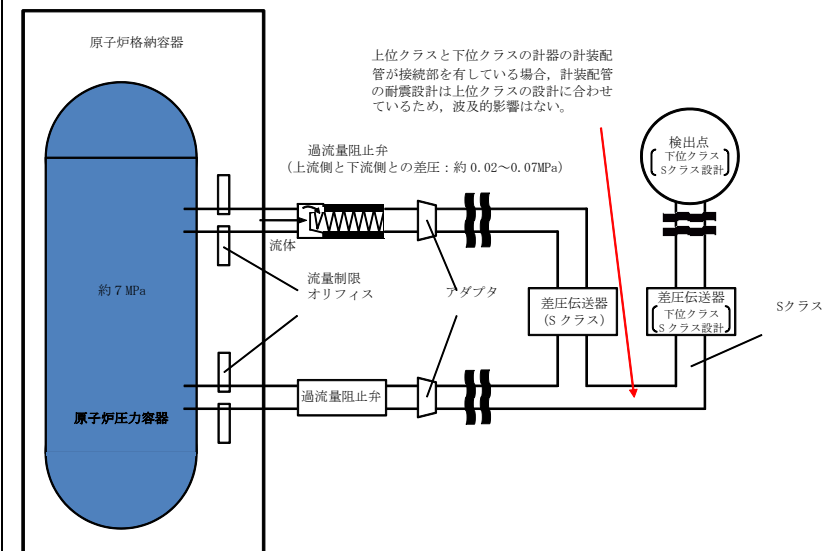 原子炉格納容器
上位クラスと下位クラスの計器の計装配
管が接続部を有している場合，計装配管
の耐震設計は上位クラスの設計に合わせ
ているため，波及的影響はない。
過流量阻止弁
（上流側と下流側との差圧：約 0.02～0.07MPa）
検出点
下位クラス
Sクラス設計
流体
約７MPa
流量制限
オリフィス
アダプタ
差圧伝送器
（S クラス）
差圧伝送器
下位クラス
S クラス設計
Sクラス
過流量阻止弁
原子炉圧力容器